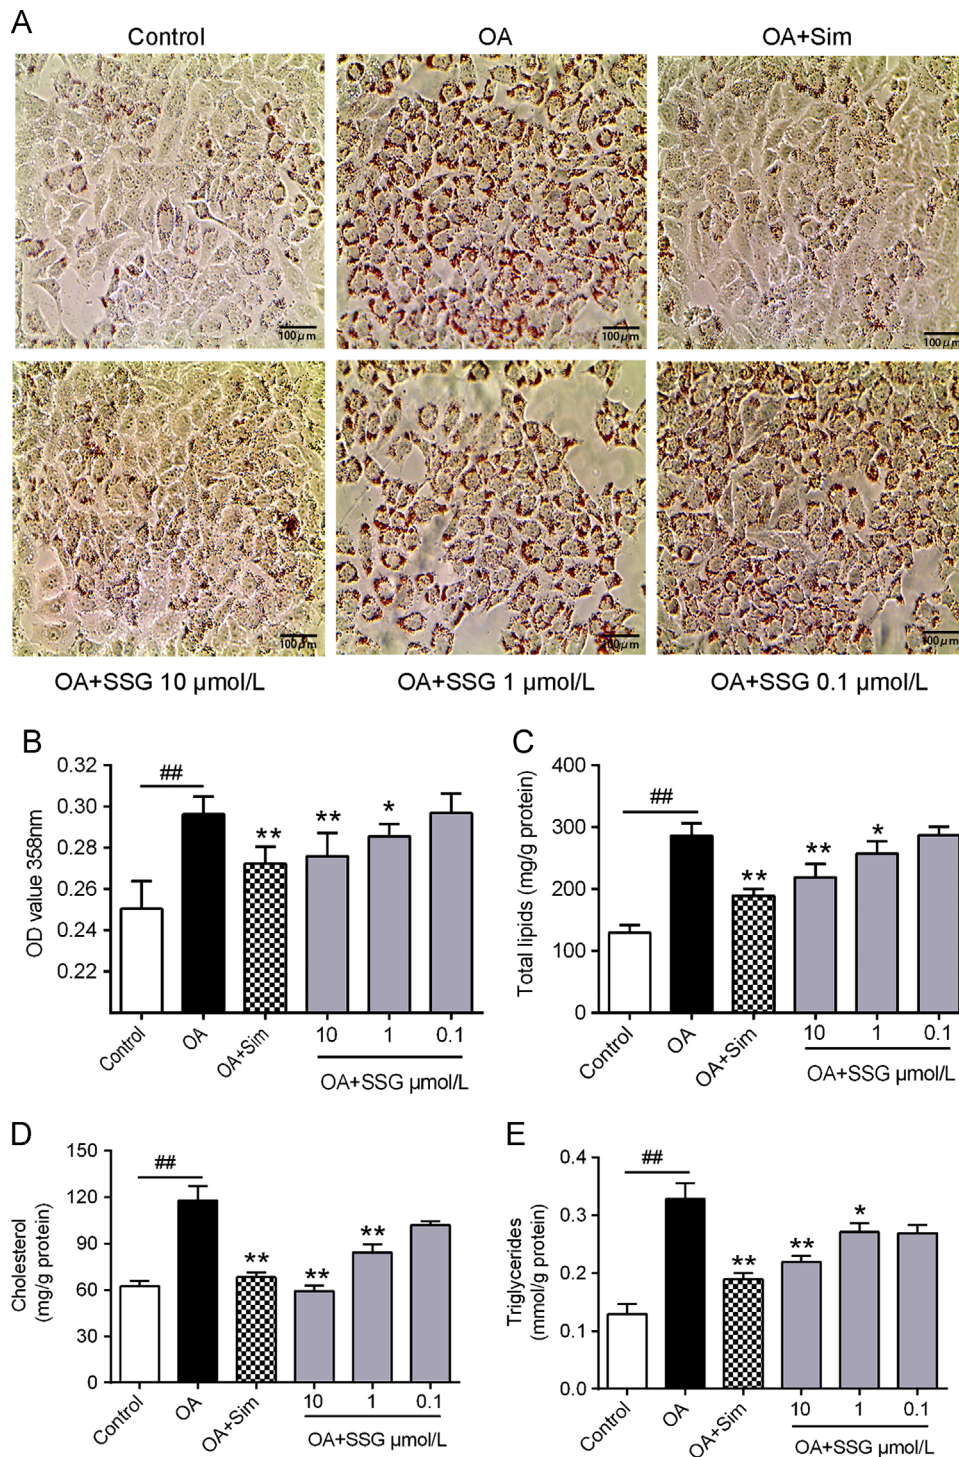 A
Control OA OA+Sim
100μm 100μm 100μm
100μm 100μm 100μm
OA+SSG 10 μmol/L OA+SSG 1 μmol/L OA+SSG 0.1 μmol/L
B
OD value 358nm
0.32
0.30
0.28
0.26
0.24
0.22
##
**
**
*
Control OA OA+Sim 10 1 0.1
OA+SSG μmol/L
C
Total lipids (mg/g protein)
400
300
200
100
0
##
**
**
*
Control OA OA+Sim 10 1 0.1
OA+SSG μmol/L
D
Cholesterol
(mg/g protein)
150
120
90
60
30
0
##
**
**
**
Control OA OA+Sim 10 1 0.1
OA+SSG μmol/L
E
Triglycerides
(mmol/g protein)
0.4
0.3
0.2
0.1
0.0
##
**
**
*
Control OA OA+Sim 10 1 0.1
OA+SSG μmol/L